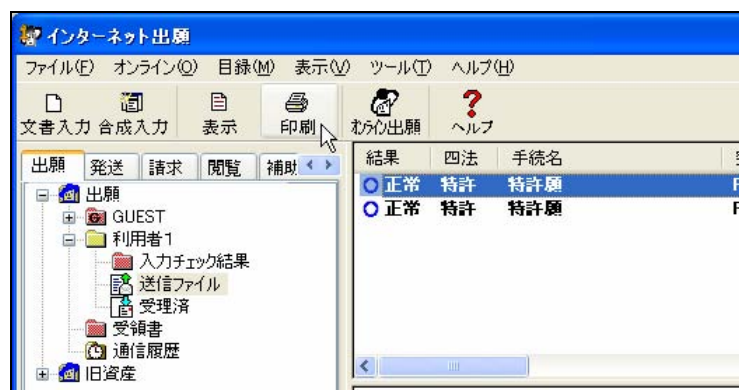 インターネット出願
ファイル(F) オンライン(O) 目録(M) 表示(V) ツール(T) ヘルプ(H)
文書入力 合成入力 表示 印刷 オンライン出願 ヘルプ
出願 発送 請求 閲覧 補助
結果 四法 手続名
正常 特許 特許願
正常 特許 特許願
出願
GUEST
利用者1
入力チェック結果
送信ファイル
受理済
受領書
通信履歴
旧資産